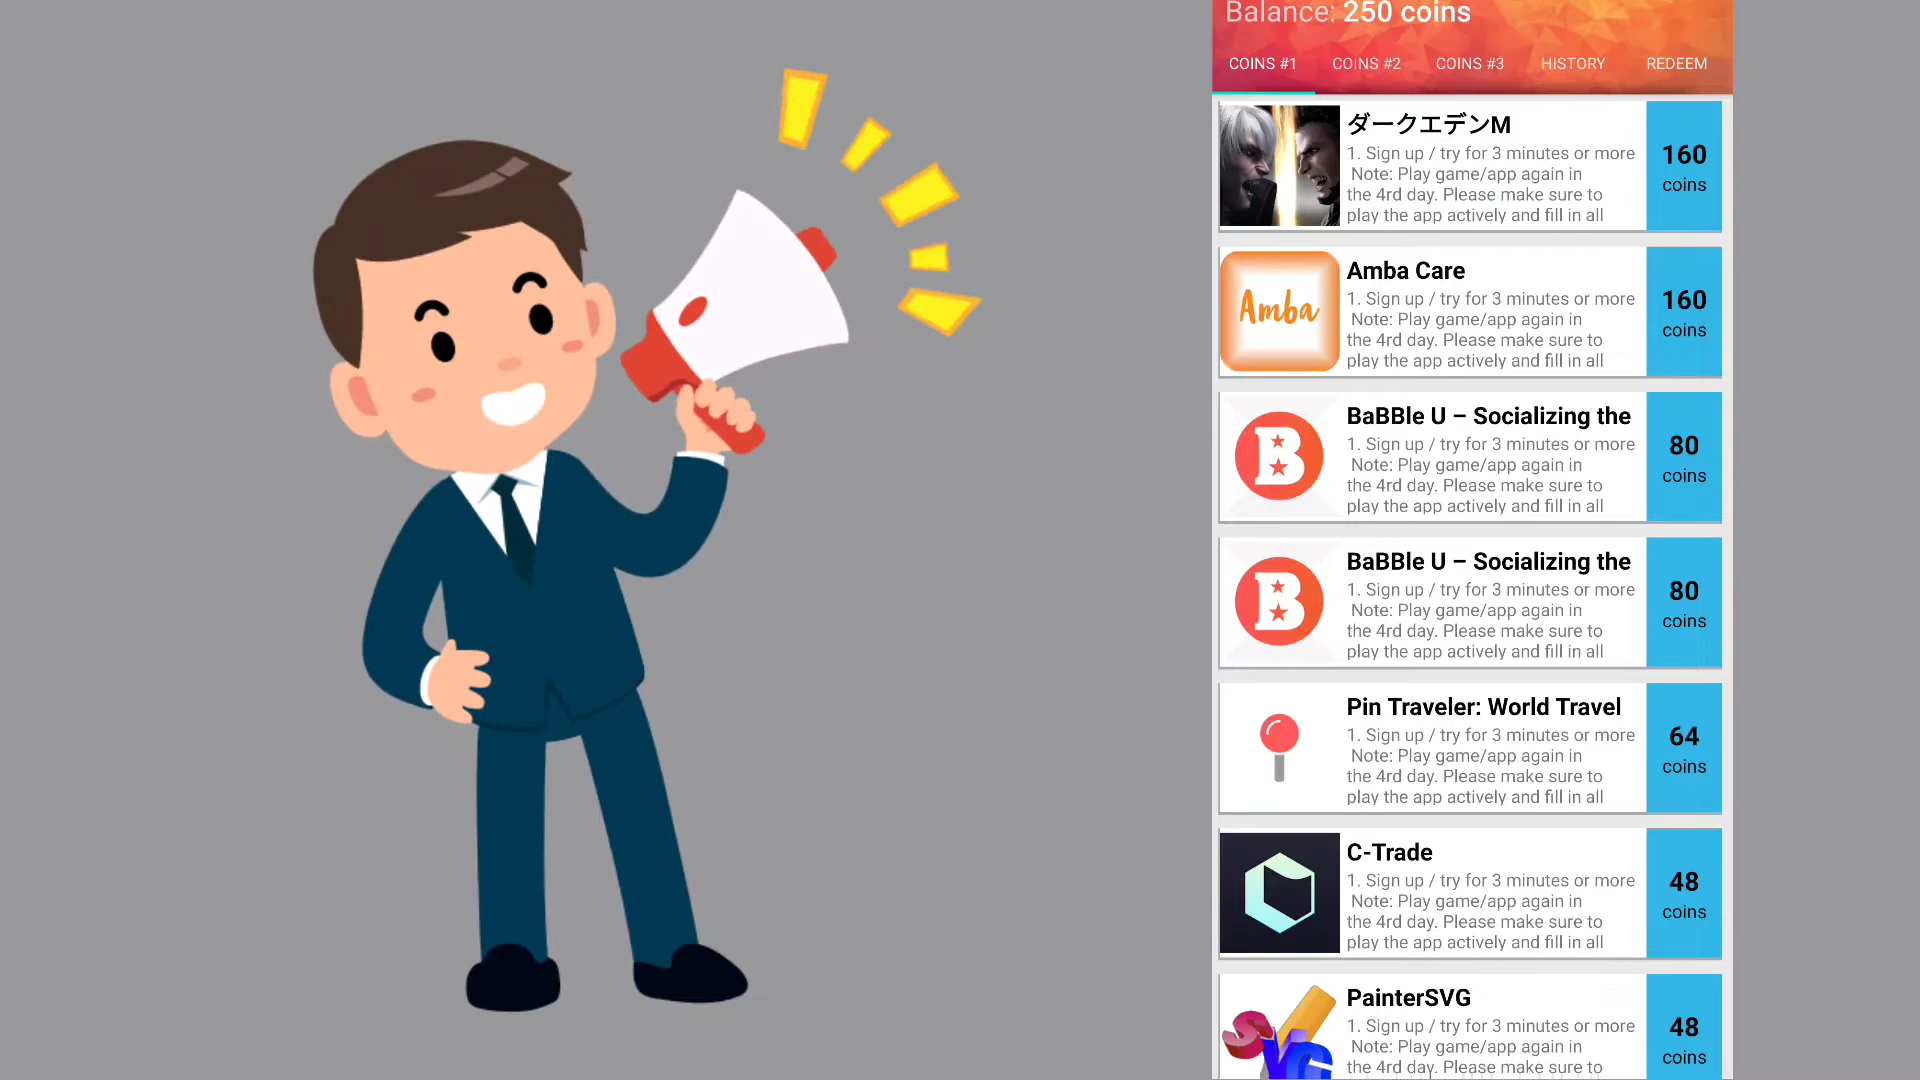 Balance: 250 coins
COINS #1 COINS #2 COINS #3 HISTORY REDEEM
ダークエデンM
1. Sign up / try for 3 minutes or more
Note: Play game/app again in
the 4rd day. Please make sure to
play the app actively and fill in all
160
coins
Amba
Amba Care
1. Sign up / try for 3 minutes or more
Note: Play game/app again in
the 4rd day. Please make sure to
play the app actively and fill in all
160
coins
B
BaBBle U – Socializing the
1. Sign up / try for 3 minutes or more
Note: Play game/app again in
the 4rd day. Please make sure to
play the app actively and fill in all
80
coins
B
BaBBle U – Socializing the
1. Sign up / try for 3 minutes or more
Note: Play game/app again in
the 4rd day. Please make sure to
play the app actively and fill in all
80
coins
Pin Traveler: World Travel
1. Sign up / try for 3 minutes or more
Note: Play game/app again in
the 4rd day. Please make sure to
play the app actively and fill in all
64
coins
C-Trade
1. Sign up / try for 3 minutes or more
Note: Play game/app again in
the 4rd day. Please make sure to
play the app actively and fill in all
48
coins
SVG
PainterSVG
1. Sign up / try for 3 minutes or more
Note: Play game/app again in
the 4rd day. Please make sure to
48
coins